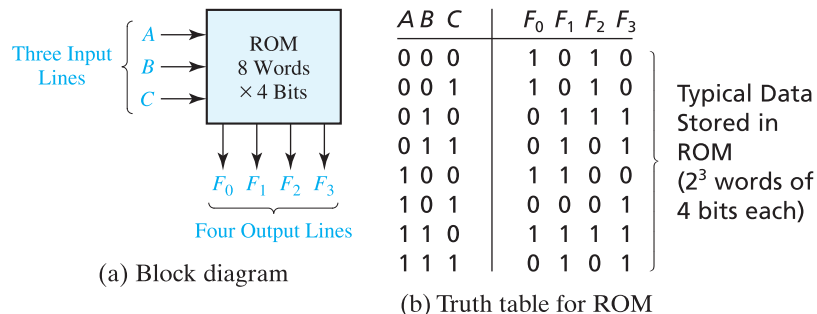 Three Input
Lines
A
B
C
ROM
8 Words
× 4 Bits
F₀ F₁ F₂ F₃
Four Output Lines
(a) Block diagram
A B C F₀ F₁ F₂ F₃
0 0 0 1 0 1 0
0 0 1 1 0 1 0
0 1 0 0 1 1 1
0 1 1 0 1 0 1
1 0 0 1 1 0 0
1 0 1 0 0 0 1
1 1 0 1 1 1 1
1 1 1 0 1 0 1
Typical Data
Stored in
ROM
(2³ words of
4 bits each)
(b) Truth table for ROM